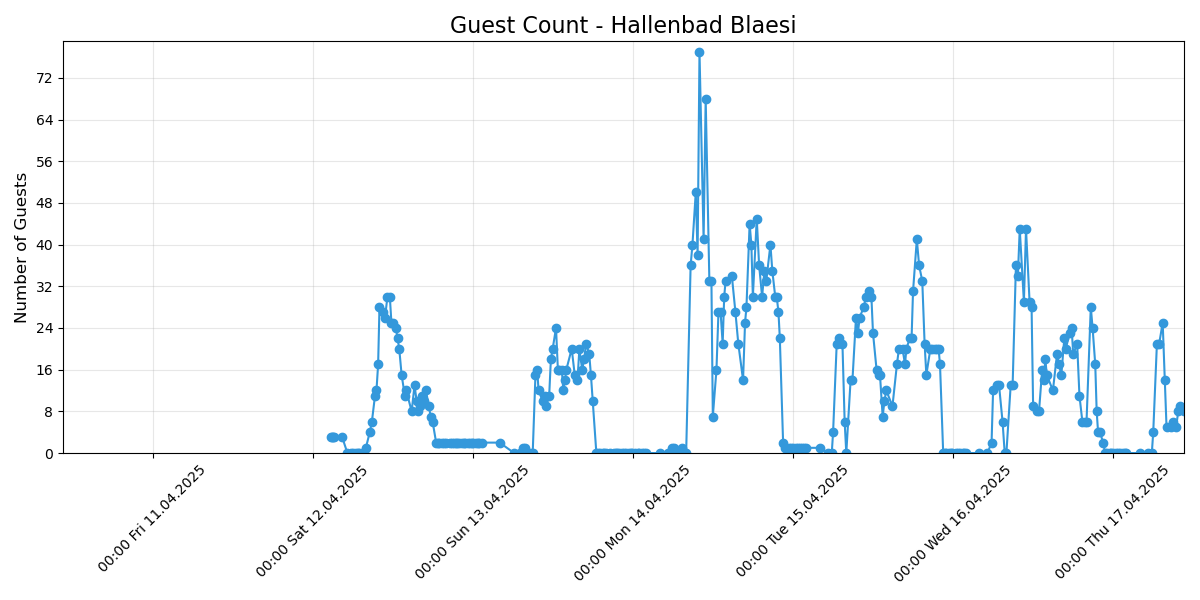 Guest Count - Hallenbad Blaesi
Number of Guests
72
64
56
48
40
32
24
16
8
0
00:00 Fri 11.04.2025
00:00 Sat 12.04.2025
00:00 Sun 13.04.2025
00:00 Mon 14.04.2025
00:00 Tue 15.04.2025
00:00 Wed 16.04.2025
00:00 Thu 17.04.2025